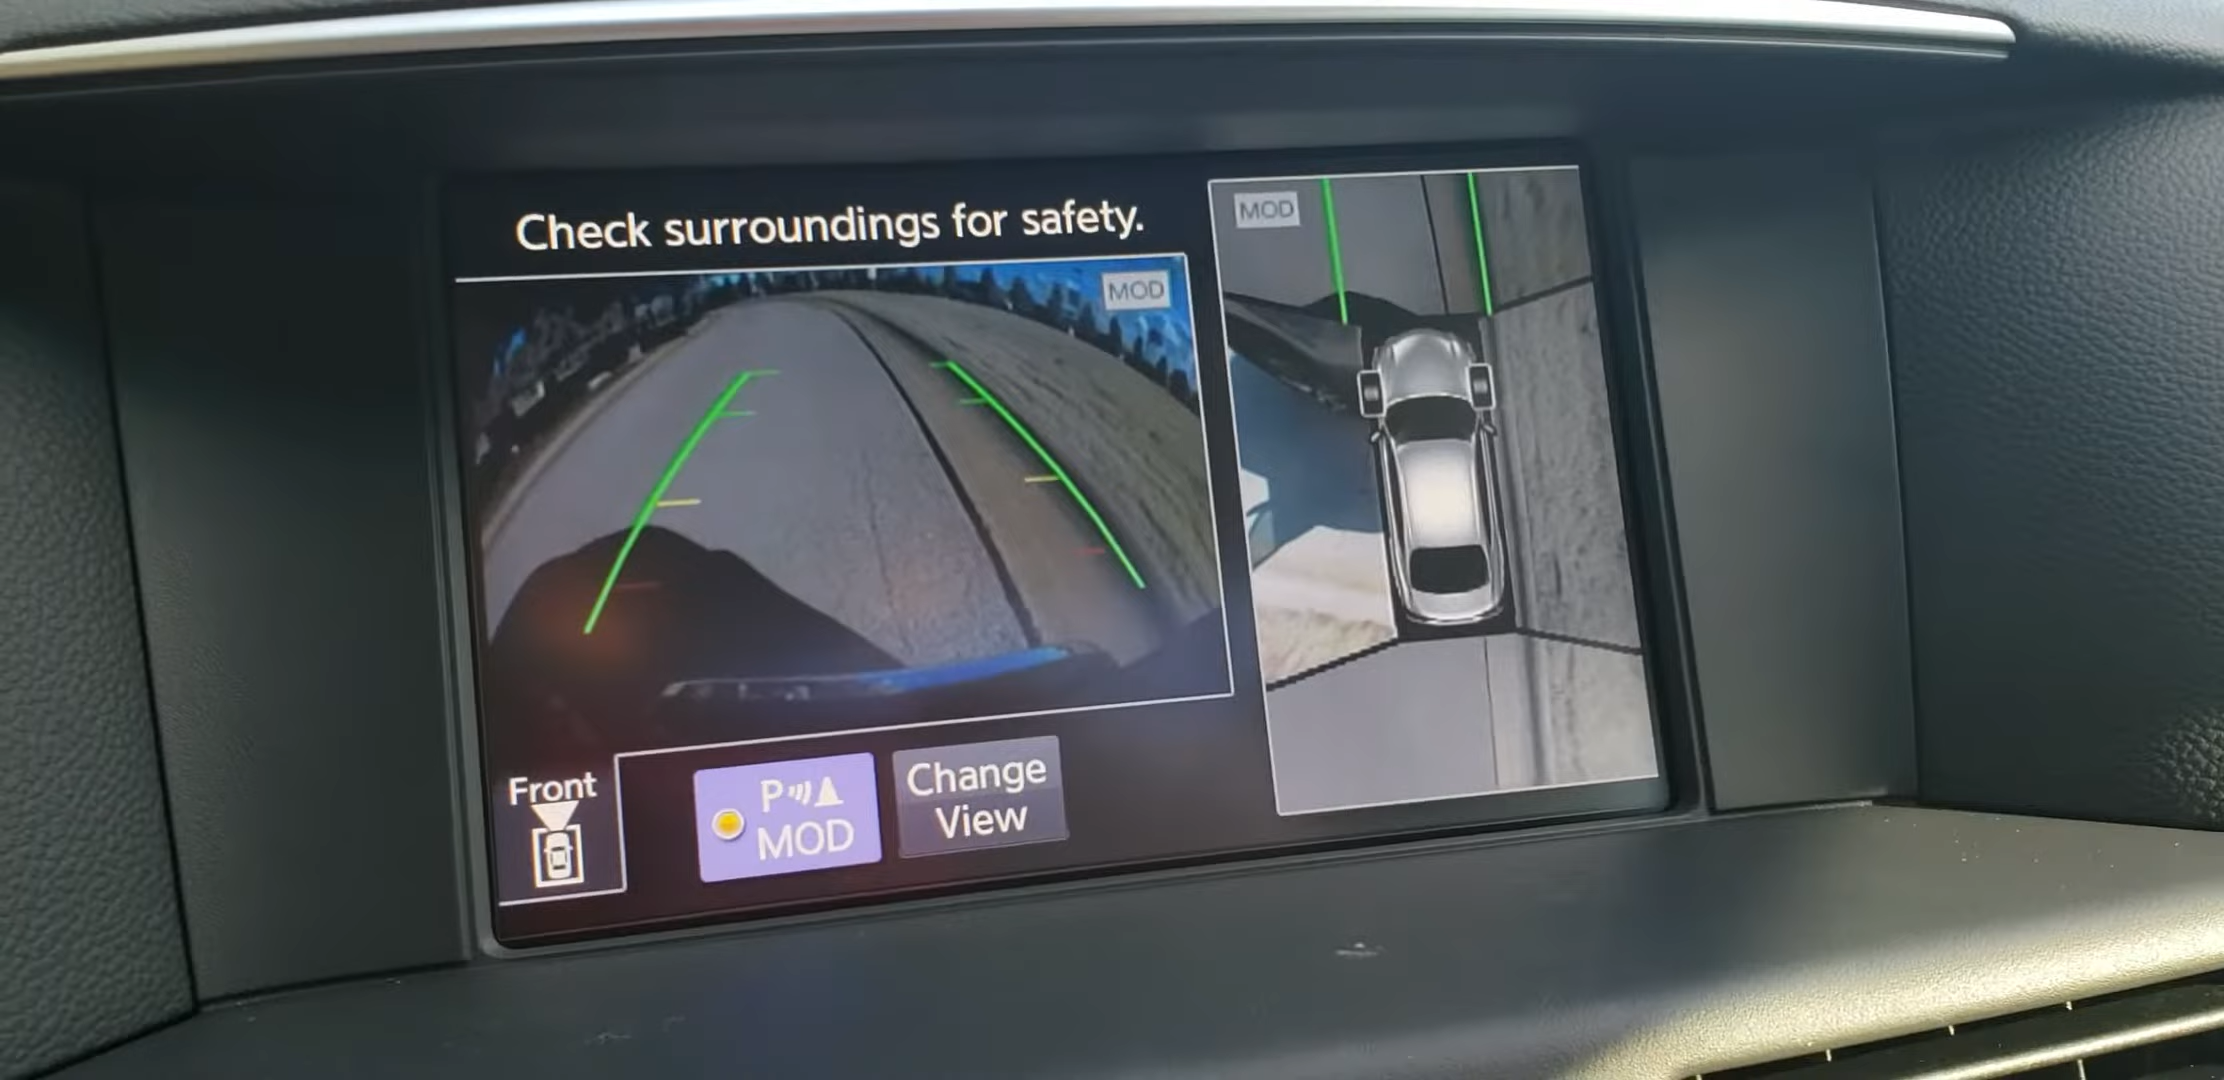 Check surroundings for safety.
MOD
MOD
Front
P
MOD
Change
View